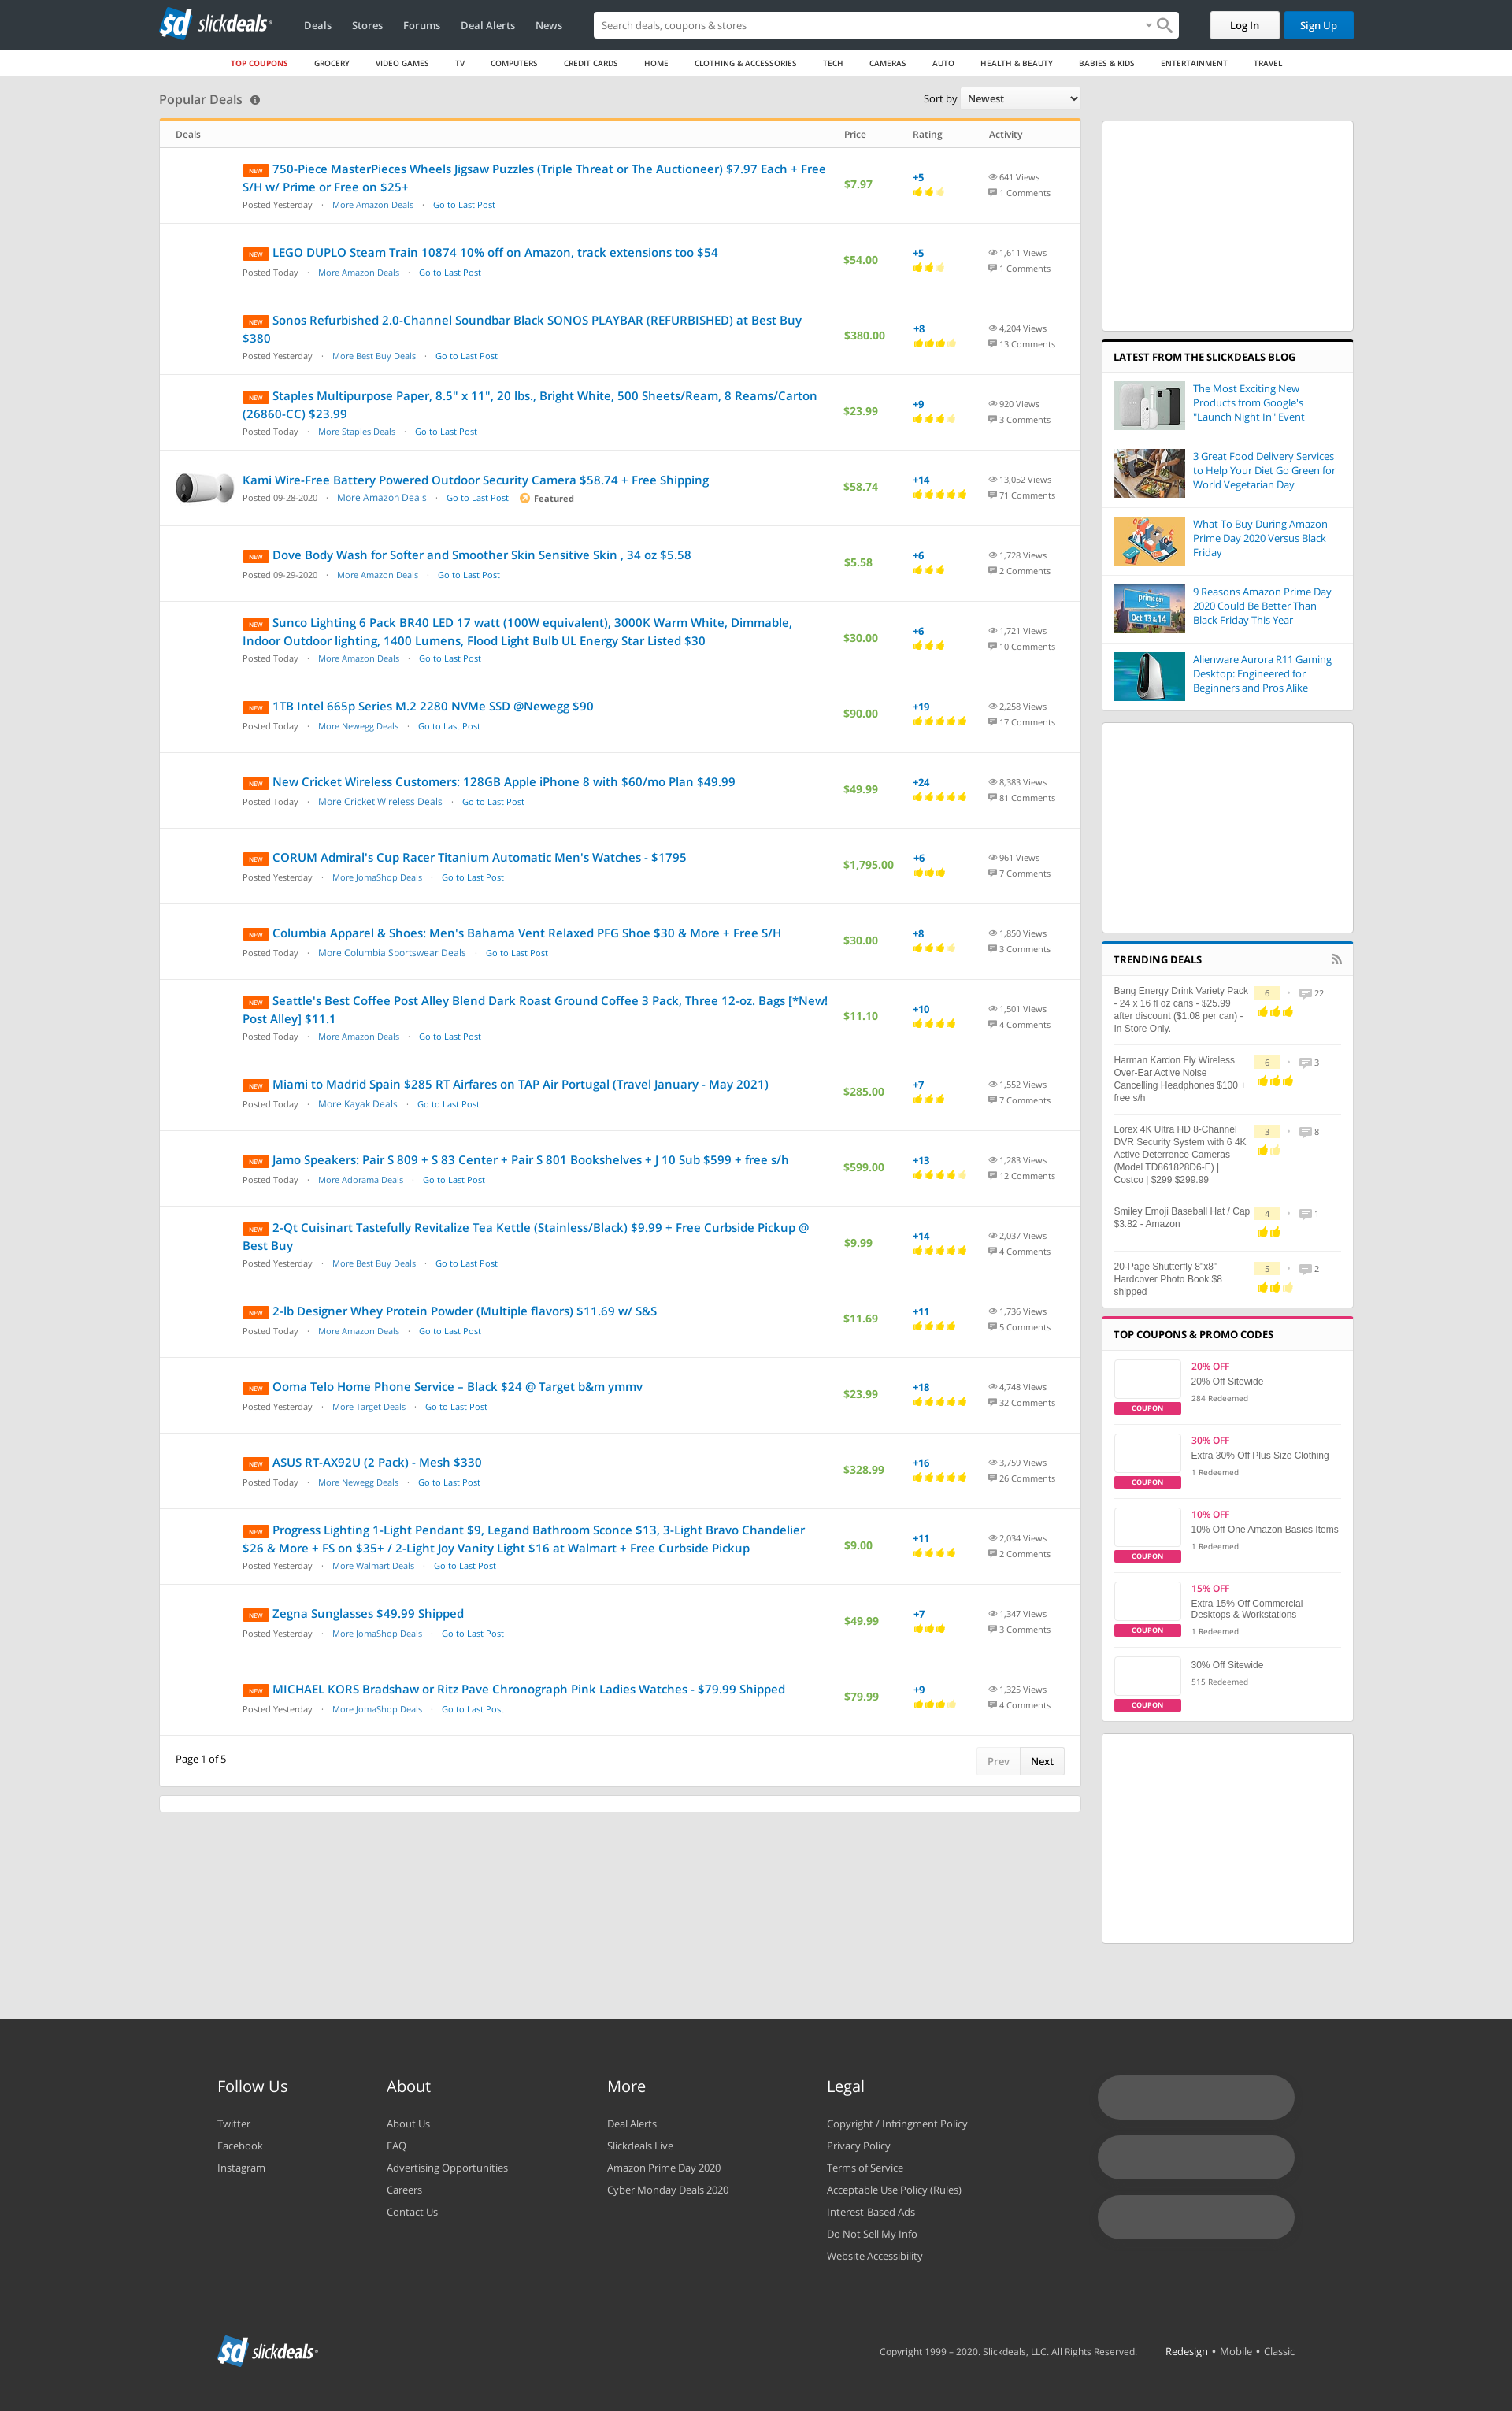 sd slickdeals
Deals Stores Forums Deal Alerts News
Search deals, coupons & stores
Log In Sign Up
TOP COUPONS GROCERY VIDEO GAMES TV COMPUTERS CREDIT CARDS HOME CLOTHING & ACCESSORIES TECH CAMERAS AUTO HEALTH & BEAUTY BABIES & KIDS ENTERTAINMENT TRAVEL
Popular Deals
Sort by Newest
Deals Price Rating Activity
NEW 750-Piece MasterPieces Wheels Jigsaw Puzzles (Triple Threat or The Auctioneer) $7.97 Each + Free
S/H w/ Prime or Free on $25+
Posted Yesterday · More Amazon Deals · Go to Last Post
$7.97
+5
641 Views
1 Comments
NEW LEGO DUPLO Steam Train 10874 10% off on Amazon, track extensions too $54
Posted Today · More Amazon Deals · Go to Last Post
$54.00
+5
1,611 Views
1 Comments
NEW Sonos Refurbished 2.0-Channel Soundbar Black SONOS PLAYBAR (REFURBISHED) at Best Buy
$380
Posted Yesterday · More Best Buy Deals · Go to Last Post
$380.00
+8
4,204 Views
13 Comments
NEW Staples Multipurpose Paper, 8.5" x 11", 20 lbs., Bright White, 500 Sheets/Ream, 8 Reams/Carton
(26860-CC) $23.99
Posted Today · More Staples Deals · Go to Last Post
$23.99
+9
920 Views
3 Comments
Kami Wire-Free Battery Powered Outdoor Security Camera $58.74 + Free Shipping
Posted 09-28-2020 · More Amazon Deals · Go to Last Post Featured
$58.74
+14
13,052 Views
71 Comments
NEW Dove Body Wash for Softer and Smoother Skin Sensitive Skin , 34 oz $5.58
Posted 09-29-2020 · More Amazon Deals · Go to Last Post
$5.58
+6
1,728 Views
2 Comments
NEW Sunco Lighting 6 Pack BR40 LED 17 watt (100W equivalent), 3000K Warm White, Dimmable,
Indoor Outdoor lighting, 1400 Lumens, Flood Light Bulb UL Energy Star Listed $30
Posted Today · More Amazon Deals · Go to Last Post
$30.00
+6
1,721 Views
10 Comments
NEW 1TB Intel 665p Series M.2 2280 NVMe SSD @Newegg $90
Posted Today · More Newegg Deals · Go to Last Post
$90.00
+19
2,258 Views
17 Comments
NEW New Cricket Wireless Customers: 128GB Apple iPhone 8 with $60/mo Plan $49.99
Posted Today · More Cricket Wireless Deals · Go to Last Post
$49.99
+24
8,383 Views
81 Comments
NEW CORUM Admiral's Cup Racer Titanium Automatic Men's Watches - $1795
Posted Yesterday · More JomaShop Deals · Go to Last Post
$1,795.00
+6
961 Views
7 Comments
NEW Columbia Apparel & Shoes: Men's Bahama Vent Relaxed PFG Shoe $30 & More + Free S/H
Posted Today · More Columbia Sportswear Deals · Go to Last Post
$30.00
+8
1,850 Views
3 Comments
NEW Seattle's Best Coffee Post Alley Blend Dark Roast Ground Coffee 3 Pack, Three 12-oz. Bags [*New!
Post Alley] $11.1
Posted Today · More Amazon Deals · Go to Last Post
$11.10
+10
1,501 Views
4 Comments
NEW Miami to Madrid Spain $285 RT Airfares on TAP Air Portugal (Travel January - May 2021)
Posted Today · More Kayak Deals · Go to Last Post
$285.00
+7
1,552 Views
7 Comments
NEW Jamo Speakers: Pair S 809 + S 83 Center + Pair S 801 Bookshelves + J 10 Sub $599 + free s/h
Posted Today · More Adorama Deals · Go to Last Post
$599.00
+13
1,283 Views
12 Comments
NEW 2-Qt Cuisinart Tastefully Revitalize Tea Kettle (Stainless/Black) $9.99 + Free Curbside Pickup @
Best Buy
Posted Yesterday · More Best Buy Deals · Go to Last Post
$9.99
+14
2,037 Views
4 Comments
NEW 2-lb Designer Whey Protein Powder (Multiple flavors) $11.69 w/ S&S
Posted Today · More Amazon Deals · Go to Last Post
$11.69
+11
1,736 Views
5 Comments
NEW Ooma Telo Home Phone Service – Black $24 @ Target b&m ymmv
Posted Yesterday · More Target Deals · Go to Last Post
$23.99
+18
4,748 Views
32 Comments
NEW ASUS RT-AX92U (2 Pack) - Mesh $330
Posted Today · More Newegg Deals · Go to Last Post
$328.99
+16
3,759 Views
26 Comments
NEW Progress Lighting 1-Light Pendant $9, Legand Bathroom Sconce $13, 3-Light Bravo Chandelier
$26 & More + FS on $35+ / 2-Light Joy Vanity Light $16 at Walmart + Free Curbside Pickup
Posted Yesterday · More Walmart Deals · Go to Last Post
$9.00
+11
2,034 Views
2 Comments
NEW Zegna Sunglasses $49.99 Shipped
Posted Yesterday · More JomaShop Deals · Go to Last Post
$49.99
+7
1,347 Views
3 Comments
NEW MICHAEL KORS Bradshaw or Ritz Pave Chronograph Pink Ladies Watches - $79.99 Shipped
Posted Yesterday · More JomaShop Deals · Go to Last Post
$79.99
+9
1,325 Views
4 Comments
Page 1 of 5
Prev Next
LATEST FROM THE SLICKDEALS BLOG
The Most Exciting New
Products from Google's
"Launch Night In" Event
3 Great Food Delivery Services
to Help Your Diet Go Green for
World Vegetarian Day
What To Buy During Amazon
Prime Day 2020 Versus Black
Friday
prime day
Oct 13 & 14
9 Reasons Amazon Prime Day
2020 Could Be Better Than
Black Friday This Year
Alienware Aurora R11 Gaming
Desktop: Engineered for
Beginners and Pros Alike
TRENDING DEALS
Bang Energy Drink Variety Pack
- 24 x 16 fl oz cans - $25.99
after discount ($1.08 per can) -
In Store Only.
6 • 22
Harman Kardon Fly Wireless
Over-Ear Active Noise
Cancelling Headphones $100 +
free s/h
6 • 3
Lorex 4K Ultra HD 8-Channel
DVR Security System with 6 4K
Active Deterrence Cameras
(Model TD861828D6-E) |
Costco | $299 $299.99
3 • 8
Smiley Emoji Baseball Hat / Cap
$3.82 - Amazon
4 • 1
20-Page Shutterfly 8"x8"
Hardcover Photo Book $8
shipped
5 • 2
TOP COUPONS & PROMO CODES
20% OFF
20% Off Sitewide
284 Redeemed
COUPON
30% OFF
Extra 30% Off Plus Size Clothing
1 Redeemed
COUPON
10% OFF
10% Off One Amazon Basics Items
1 Redeemed
COUPON
15% OFF
Extra 15% Off Commercial
Desktops & Workstations
1 Redeemed
COUPON
30% Off Sitewide
515 Redeemed
COUPON
Follow Us
Twitter
Facebook
Instagram
About
About Us
FAQ
Advertising Opportunities
Careers
Contact Us
More
Deal Alerts
Slickdeals Live
Amazon Prime Day 2020
Cyber Monday Deals 2020
Legal
Copyright / Infringment Policy
Privacy Policy
Terms of Service
Acceptable Use Policy (Rules)
Interest-Based Ads
Do Not Sell My Info
Website Accessibility
sd slickdeals
Copyright 1999 – 2020. Slickdeals, LLC. All Rights Reserved. Redesign • Mobile • Classic